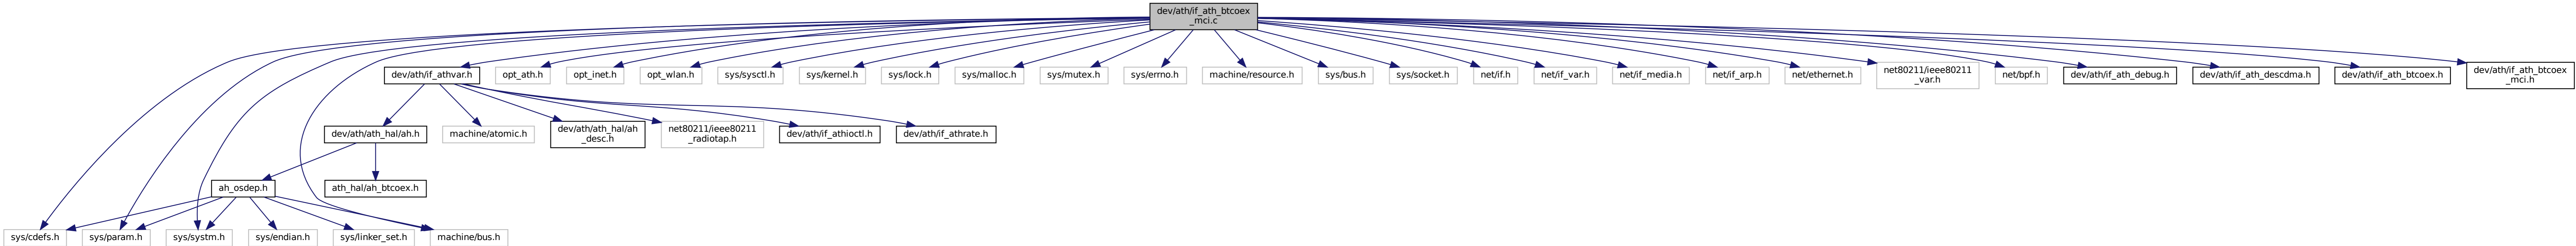 dev/ath/if_ath_btcoex
_mci.c
dev/ath/if_athvar.h
opt_ath.h
opt_inet.h
opt_wlan.h
sys/sysctl.h
sys/kernel.h
sys/lock.h
sys/malloc.h
sys/mutex.h
sys/errno.h
machine/resource.h
sys/bus.h
sys/socket.h
net/if.h
net/if_var.h
net/if_media.h
net/if_arp.h
net/ethernet.h
net80211/ieee80211
_var.h
net/bpf.h
dev/ath/if_ath_debug.h
dev/ath/if_ath_descdma.h
dev/ath/if_ath_btcoex.h
dev/ath/if_ath_btcoex
_mci.h
dev/ath/ath_hal/ah.h
machine/atomic.h
dev/ath/ath_hal/ah
_desc.h
net80211/ieee80211
_radiotap.h
dev/ath/if_athioctl.h
dev/ath/if_athrate.h
ah_osdep.h
ath_hal/ah_btcoex.h
sys/cdefs.h
sys/param.h
sys/systm.h
sys/endian.h
sys/linker_set.h
machine/bus.h